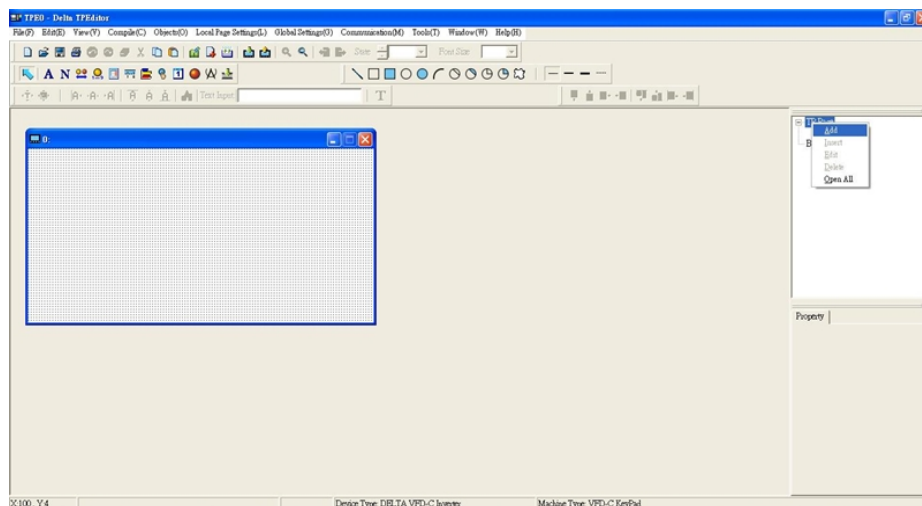 TPE0 - Delta TPEditor
File(F) Edit(E) View(V) Compile(C) Objects(O) Local Page Settings(L) Global Settings(G) Communication(M) Tools(T) Window(W) Help(H)
Size Font Size
A N
Text Input T
0:
Add
Insert
Edit
Delete
Open All
Property
X:100 Y:4 Device Type: DELTA VFD-C Inverter Machine Type: VFD-C KeyPad